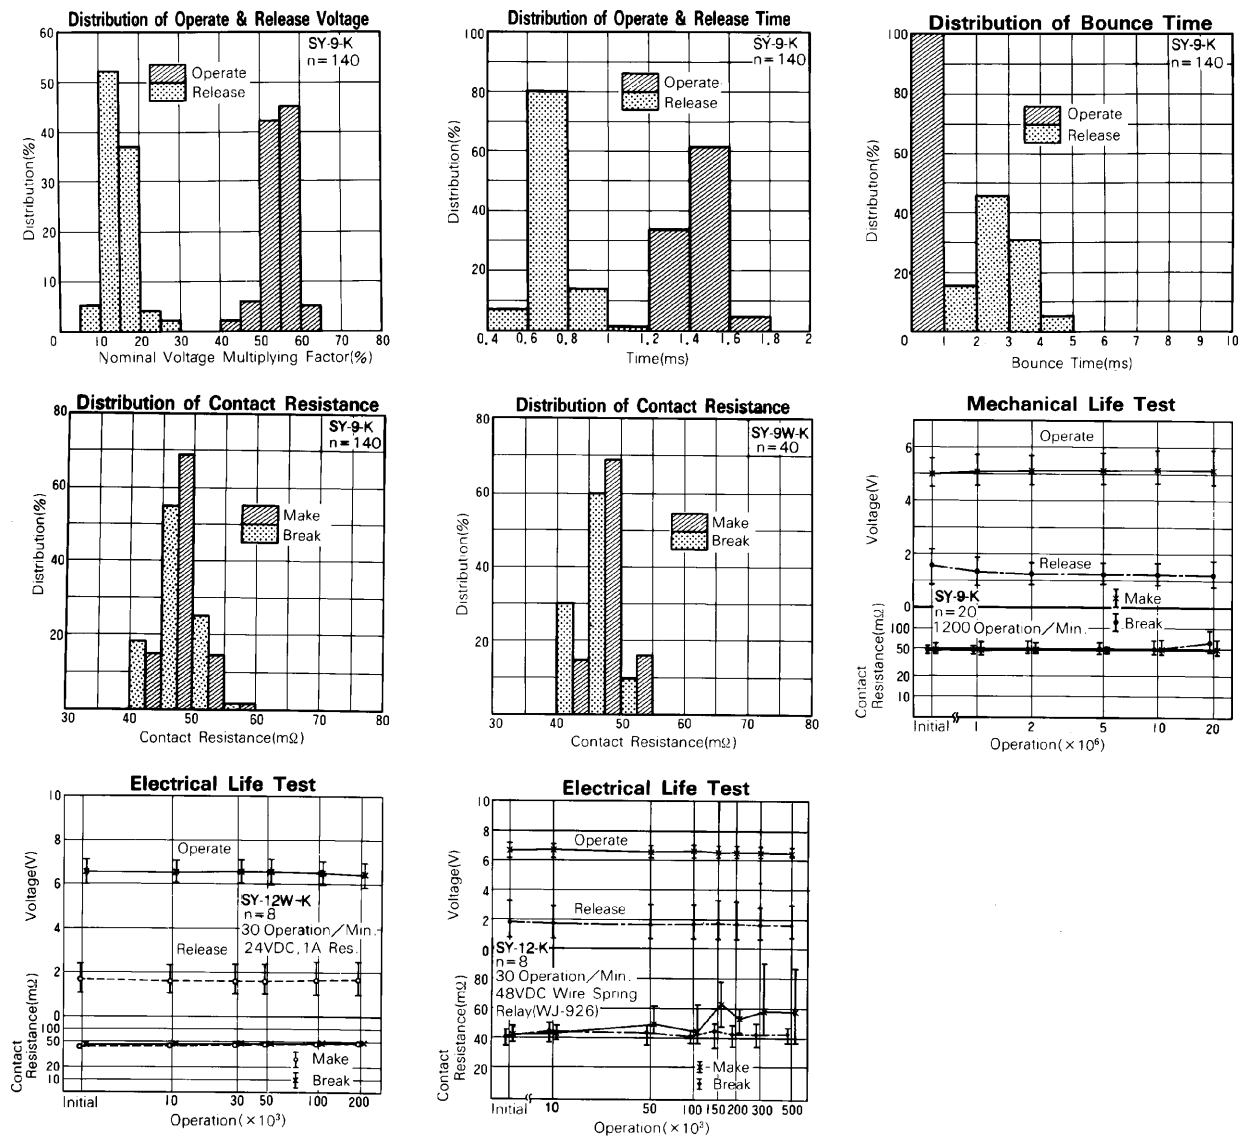 Distribution of Operate & Release Voltage
60
50
40
30
20
10
Distribution(%)
SY-9-K
n=140
Operate
Release
0 10 20 30 40 50 60 70 80
Nominal Voltage Multiplying Factor(%)
Distribution of Operate & Release Time
100
80
60
40
20
Distribution(%)
SY-9-K
n=140
Operate
Release
0.4 0.6 0.8 1 1.2 1.4 1.6 1.8 2
Time(ms)
Distribution of Bounce Time
100
80
60
40
20
Distribution(%)
SY-9-K
n=140
Operate
Release
0 1 2 3 4 5 6 7 8 9 10
Bounce Time(ms)
Distribution of Contact Resistance
80
60
40
20
Distribution(%)
SY-9-K
n=140
Make
Break
30 40 50 60 70 80
Contact Resistance(mΩ)
Distribution of Contact Resistance
80
60
40
20
Distribution(%)
SY-9W-K
n=40
Make
Break
30 40 50 60 70 80
Contact Resistance(mΩ)
Mechanical Life Test
6
4
2
0
Voltage(V)
Operate
Release
SY-9-K
n=20
1200 Operation/Min.
Make
Break
100
50
20
10
Contact
Resistance(mΩ)
Initial 1 2 5 10 20
Operation(×10⁶)
Electrical Life Test
10
8
6
4
2
0
Voltage(V)
Operate
SY-12W-K
n=8
30 Operation/Min.
24VDC, 1A Res.
Release
100
50
20
10
Contact
Resistance(mΩ)
Make
Break
Initial 10 30 50 100 200
Operation(×10³)
Electrical Life Test
10
8
6
4
2
0
Voltage(V)
Operate
Release
SY-12-K
n=8
30 Operation/Min.
48VDC Wire Spring
Relay(WJ-926)
80
60
40
20
Contact
Resistance(mΩ)
Make
Break
Initial 10 50 100 150 200 300 500
Operation(×10³)